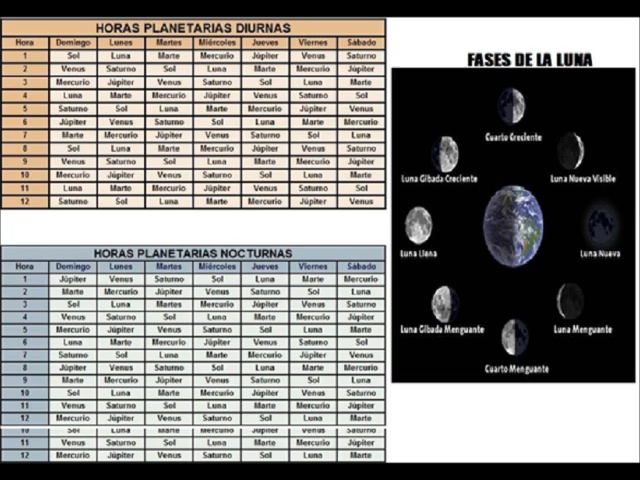 HORAS PLANETARIAS DIURNAS
Hora Domingo Lunes Martes Miércoles Jueves Viernes Sábado
1 Sol Luna Marte Mercurio Júpiter Venus Saturno
2 Venus Saturno Sol Luna Marte Mercurio Júpiter
3 Mercurio Júpiter Venus Saturno Sol Luna Marte
4 Luna Marte Mercurio Júpiter Venus Saturno Sol
5 Saturno Sol Luna Marte Mercurio Júpiter Venus
6 Júpiter Venus Saturno Sol Luna Marte Mercurio
7 Marte Mercurio Júpiter Venus Saturno Sol Luna
8 Sol Luna Marte Mercurio Júpiter Venus Saturno
9 Venus Saturno Sol Luna Marte Mercurio Júpiter
10 Mercurio Júpiter Venus Saturno Sol Luna Marte
11 Luna Marte Mercurio Júpiter Venus Saturno Sol
12 Saturno Sol Luna Marte Mercurio Júpiter Venus
HORAS PLANETARIAS NOCTURNAS
Hora Domingo Lunes Martes Miércoles Jueves Viernes Sábado
1 Júpiter Venus Saturno Sol Luna Marte Mercurio
2 Marte Mercurio Júpiter Venus Saturno Sol Luna
3 Sol Luna Marte Mercurio Júpiter Venus Saturno
4 Venus Saturno Sol Luna Marte Mercurio Júpiter
5 Mercurio Júpiter Venus Saturno Sol Luna Marte
6 Luna Marte Mercurio Júpiter Venus Saturno Sol
7 Saturno Sol Luna Marte Mercurio Júpiter Venus
8 Júpiter Venus Saturno Sol Luna Marte Mercurio
9 Marte Mercurio Júpiter Venus Saturno Sol Luna
10 Sol Luna Marte Mercurio Júpiter Venus Saturno
11 Venus Saturno Sol Luna Marte Mercurio Júpiter
12 Mercurio Júpiter Venus Saturno Sol Luna Marte
10 Sol Luna Marte Mercurio Júpiter Venus Saturno
11 Venus Saturno Sol Luna Marte Mercurio Júpiter
12 Mercurio Júpiter Venus Saturno Sol Luna Marte
FASES DE LA LUNA
Cuarto Creciente
Luna Gibada Creciente
Luna Nueva Visible
Luna Llena
Luna Nueva
Luna Gibada Menguante
Luna Menguante
Cuarto Menguante